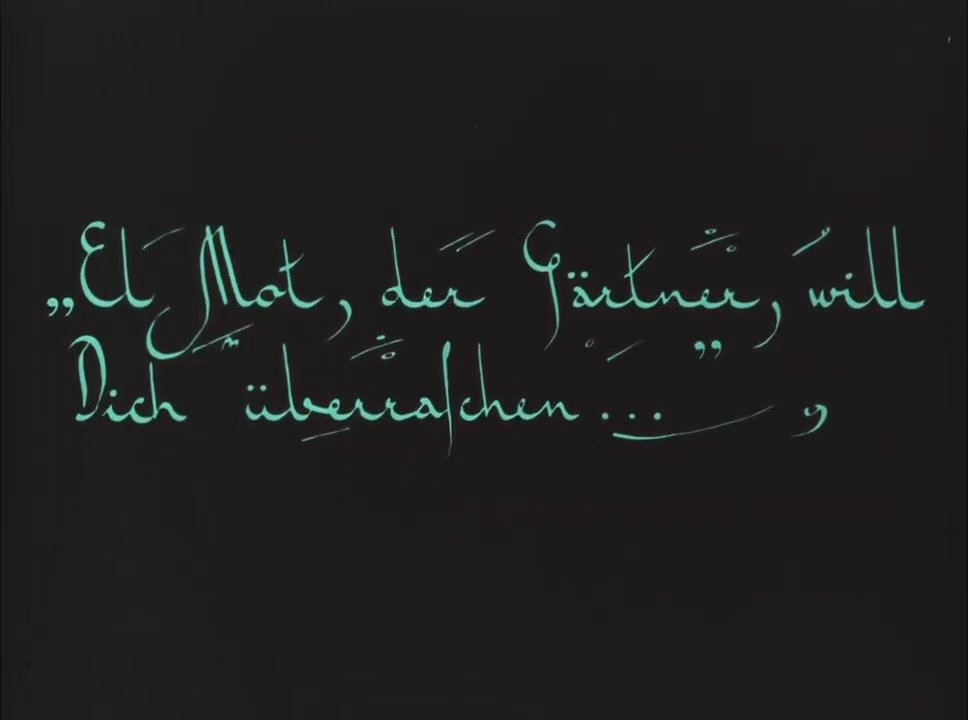 „El Mot, der Gärtner, will
Dich überraſchen...